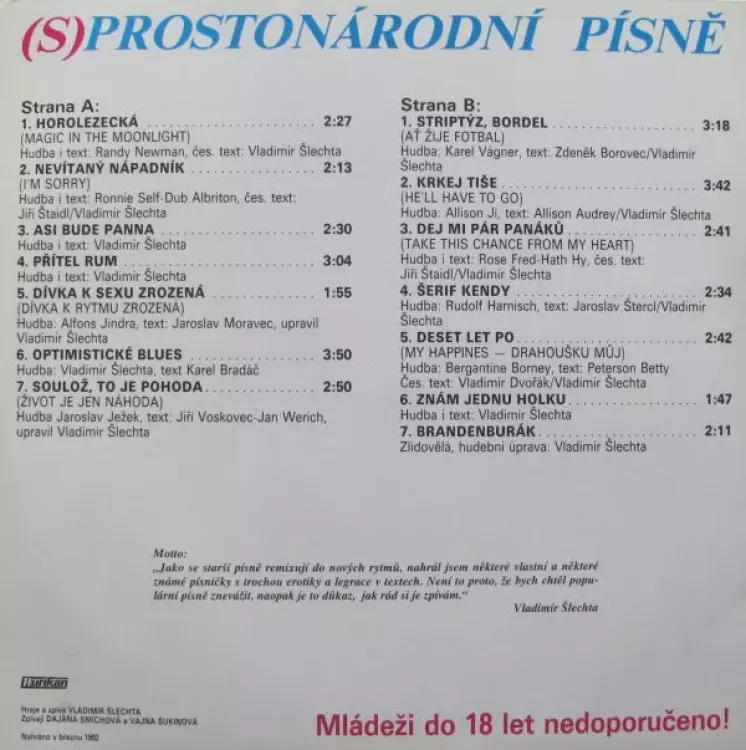 (S)PROSTONÁRODNÍ PÍSNĚ
Strana A:
1. HOROLEZECKÁ 2:27
(MAGIC IN THE MOONLIGHT)
Hudba i text: Randy Newman, čes. text: Vladimír Šlechta
2. NEVÍTANÝ NÁPADNÍK 2:13
(I'M SORRY)
Hudba i text: Ronnie Self-Dub Albriton, čes. text:
Jiří Štaidl/Vladimír Šlechta
3. ASI BUDE PANNA 2:30
Hudba i text: Vladimír Šlechta
4. PŘÍTEL RUM 3:04
Hudba i text: Vladimír Šlechta
5. DÍVKA K SEXU ZROZENÁ 1:55
(DÍVKA K RYTMU ZROZENÁ)
Hudba: Alfons Jindra, text: Jaroslav Moravec, upravil
Vladimír Šlechta
6. OPTIMISTICKÉ BLUES 3:50
Hudba: Vladimír Šlechta, text Karel Bradáč
7. SOULOŽ, TO JE POHODA 2:50
(ŽIVOT JE JEN NÁHODA)
Hudba Jaroslav Ježek, text: Jiří Voskovec-Jan Werich,
upravil Vladimír Šlechta
Strana B:
1. STRIPTÝZ, BORDEL 3:18
(AŤ ŽIJE FOTBAL)
Hudba: Karel Vágner, text: Zdeněk Borovec/Vladimír
Šlechta
2. KRKEJ TIŠE 3:42
(HE'LL HAVE TO GO)
Hudba: Allison Ji, text: Allison Audrey/Vladimír Šlechta
3. DEJ MI PÁR PANÁKŮ 2:41
(TAKE THIS CHANCE FROM MY HEART)
Hudba i text: Rose Fred-Hath Hy, čes. text:
Jiří Štaidl/Vladimír Šlechta
4. ŠERIF KENDY 2:34
Hudba: Rudolf Harnisch, text: Jaroslav Štercl/Vladimír
Šlechta
5. DESET LET PO 2:42
(MY HAPPINES — DRAHOUŠKU MŮJ)
Hudba: Bergantine Borney, text: Peterson Betty
Čes. text: Vladimír Dvořák/Vladimír Šlechta
6. ZNÁM JEDNU HOLKU 1:47
Hudba i text: Vladimír Šlechta
7. BRANDENBURÁK 2:11
Zlidovělá, hudební úprava: Vladimír Šlechta
Motto:
„Jako se starší písně remixují do nových rytmů, nahrál jsem některé vlastní a některé
známé písničky s trochou erotiky a legrace v textech. Není to proto, že bych chtěl popu-
lární písně znevážit, naopak je to důkaz, jak rád si je zpívám.“
Vladimír Šlechta
Hurikán
Hraje a zpívá VLADIMÍR ŠLECHTA
Zpívají DAJANA SMÍCHOVÁ a VAJNA ŠUKINOVA
Nahráno v březnu 1992
Mládeži do 18 let nedoporučeno!